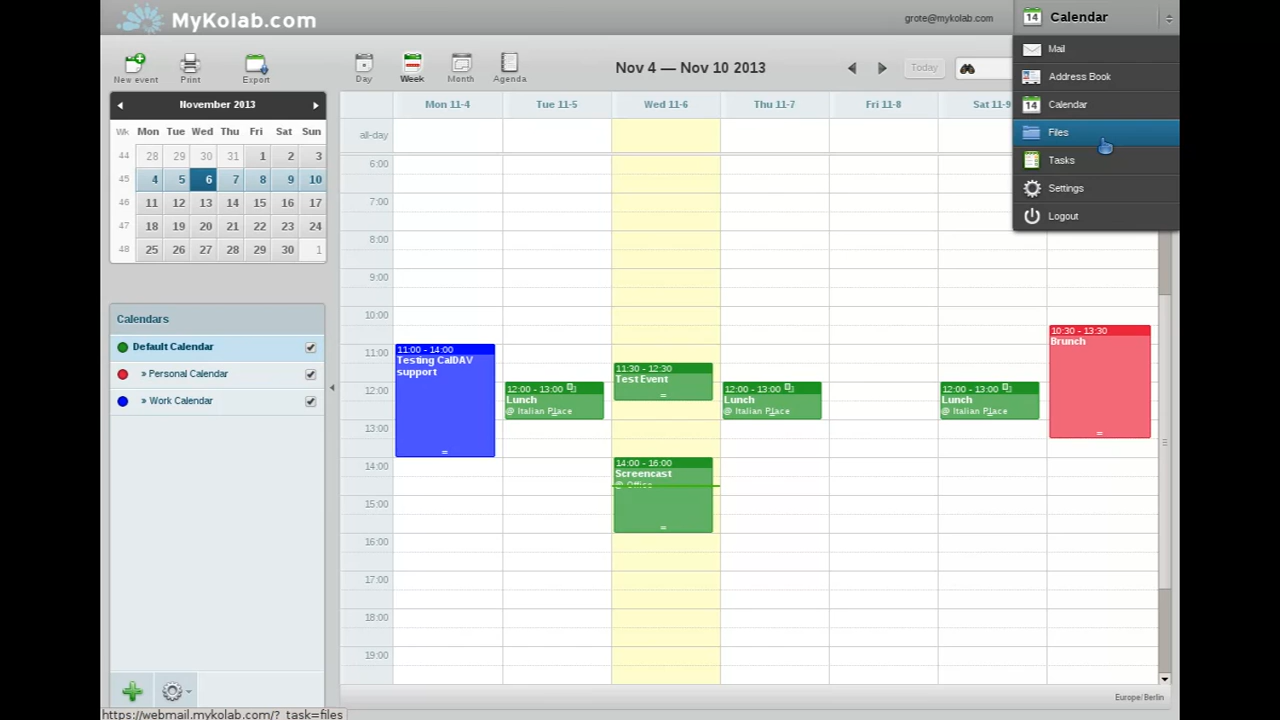 MyKolab.com
grote@mykolab.com
14 Calendar
New event
Print
Export
Day
Week
Month
Agenda
Nov 4 — Nov 10 2013
Today
Mail
Address Book
14 Calendar
Files
Tasks
Settings
Logout
November 2013
Wk Mon Tue Wed Thu Fri Sat Sun
44 28 29 30 31 1 2 3
45 4 5 6 7 8 9 10
46 11 12 13 14 15 16 17
47 18 19 20 21 22 23 24
48 25 26 27 28 29 30 1
Calendars
Default Calendar
» Personal Calendar
» Work Calendar
Mon 11-4 Tue 11-5 Wed 11-6 Thu 11-7 Fri 11-8 Sat 11-9
all-day
6:00
7:00
8:00
9:00
10:00
11:00
12:00
13:00
14:00
15:00
16:00
17:00
18:00
19:00
11:00 - 14:00
Testing CalDAV
support
12:00 - 13:00
Lunch
@ Italian Place
11:30 - 12:30
Test Event
14:00 - 16:00
Screencast
@ Office
12:00 - 13:00
Lunch
@ Italian Place
12:00 - 13:00
Lunch
@ Italian Place
10:30 - 13:30
Brunch
Europe/Berlin
https://webmail.mykolab.com/?_task=files